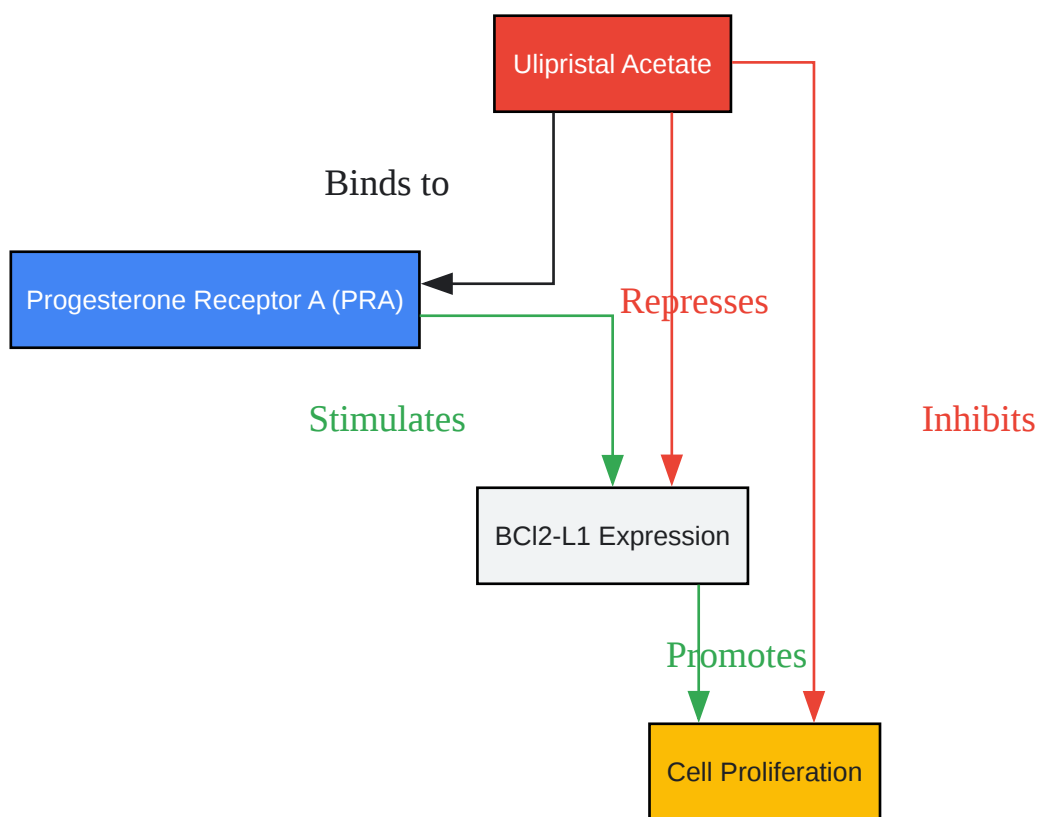 Ulipristal Acetate
Binds to
Progesterone Receptor A (PRA)
Represses
Stimulates
Inhibits
BCl2-L1 Expression
Promotes
Cell Proliferation